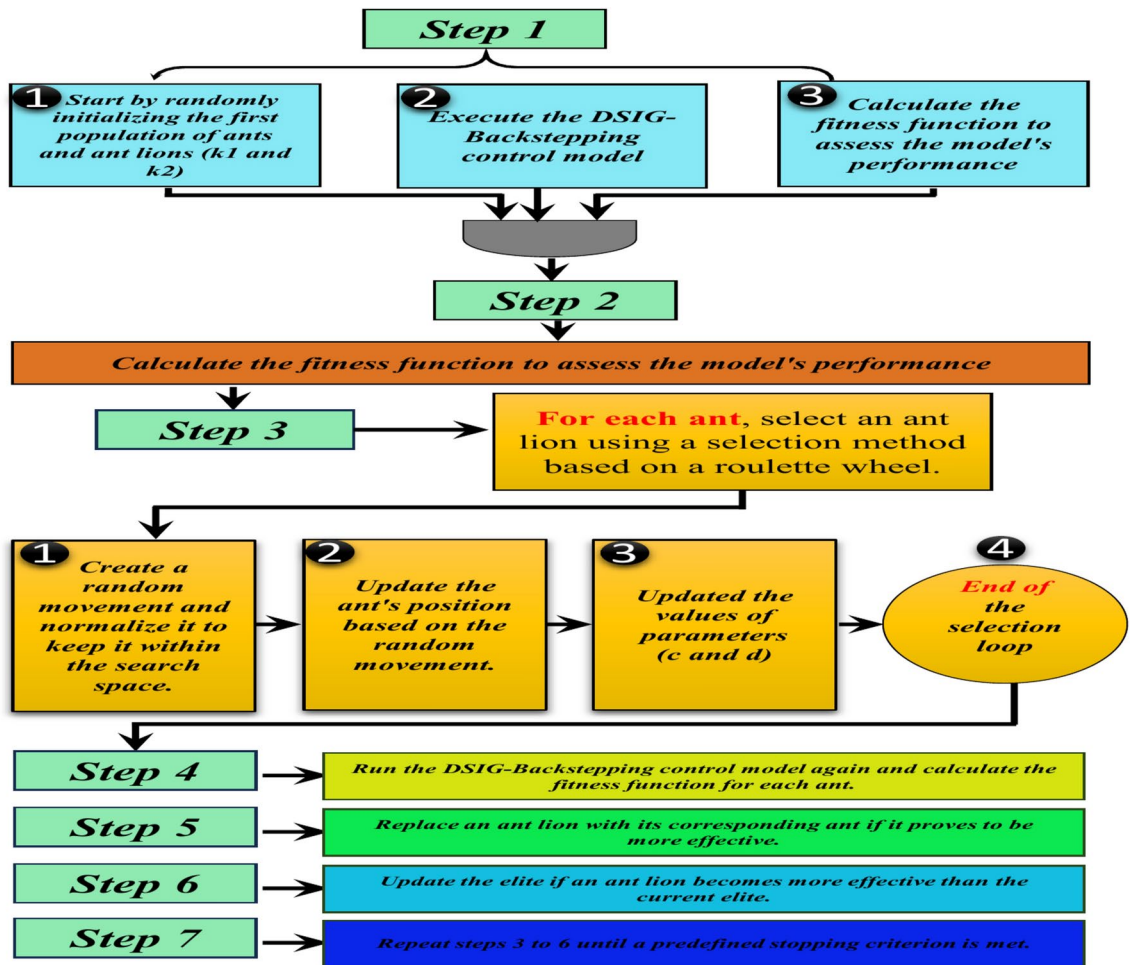 Step 1
1
Start by randomly
initializing the first
population of ants
and ant lions (k1 and
k2)
2
Execute the DSIG-
Backstepping
control model
3
Calculate the
fitness function to
assess the model's
performance
Step 2
Calculate the fitness function to assess the model's performance
Step 3
For each ant, select an ant
lion using a selection method
based on a roulette wheel.
1
Create a
random
movement and
normalize it to
keep it within
the search
space.
2
Update the
ant's position
based on the
random
movement.
3
Updated the
values of
parameters
(c and d)
4
End of
the
selection
loop
Step 4
Run the DSIG-Backstepping control model again and calculate the
fitness function for each ant.
Step 5
Replace an ant lion with its corresponding ant if it proves to be
more effective.
Step 6
Update the elite if an ant lion becomes more effective than the
current elite.
Step 7
Repeat steps 3 to 6 until a predefined stopping criterion is met.